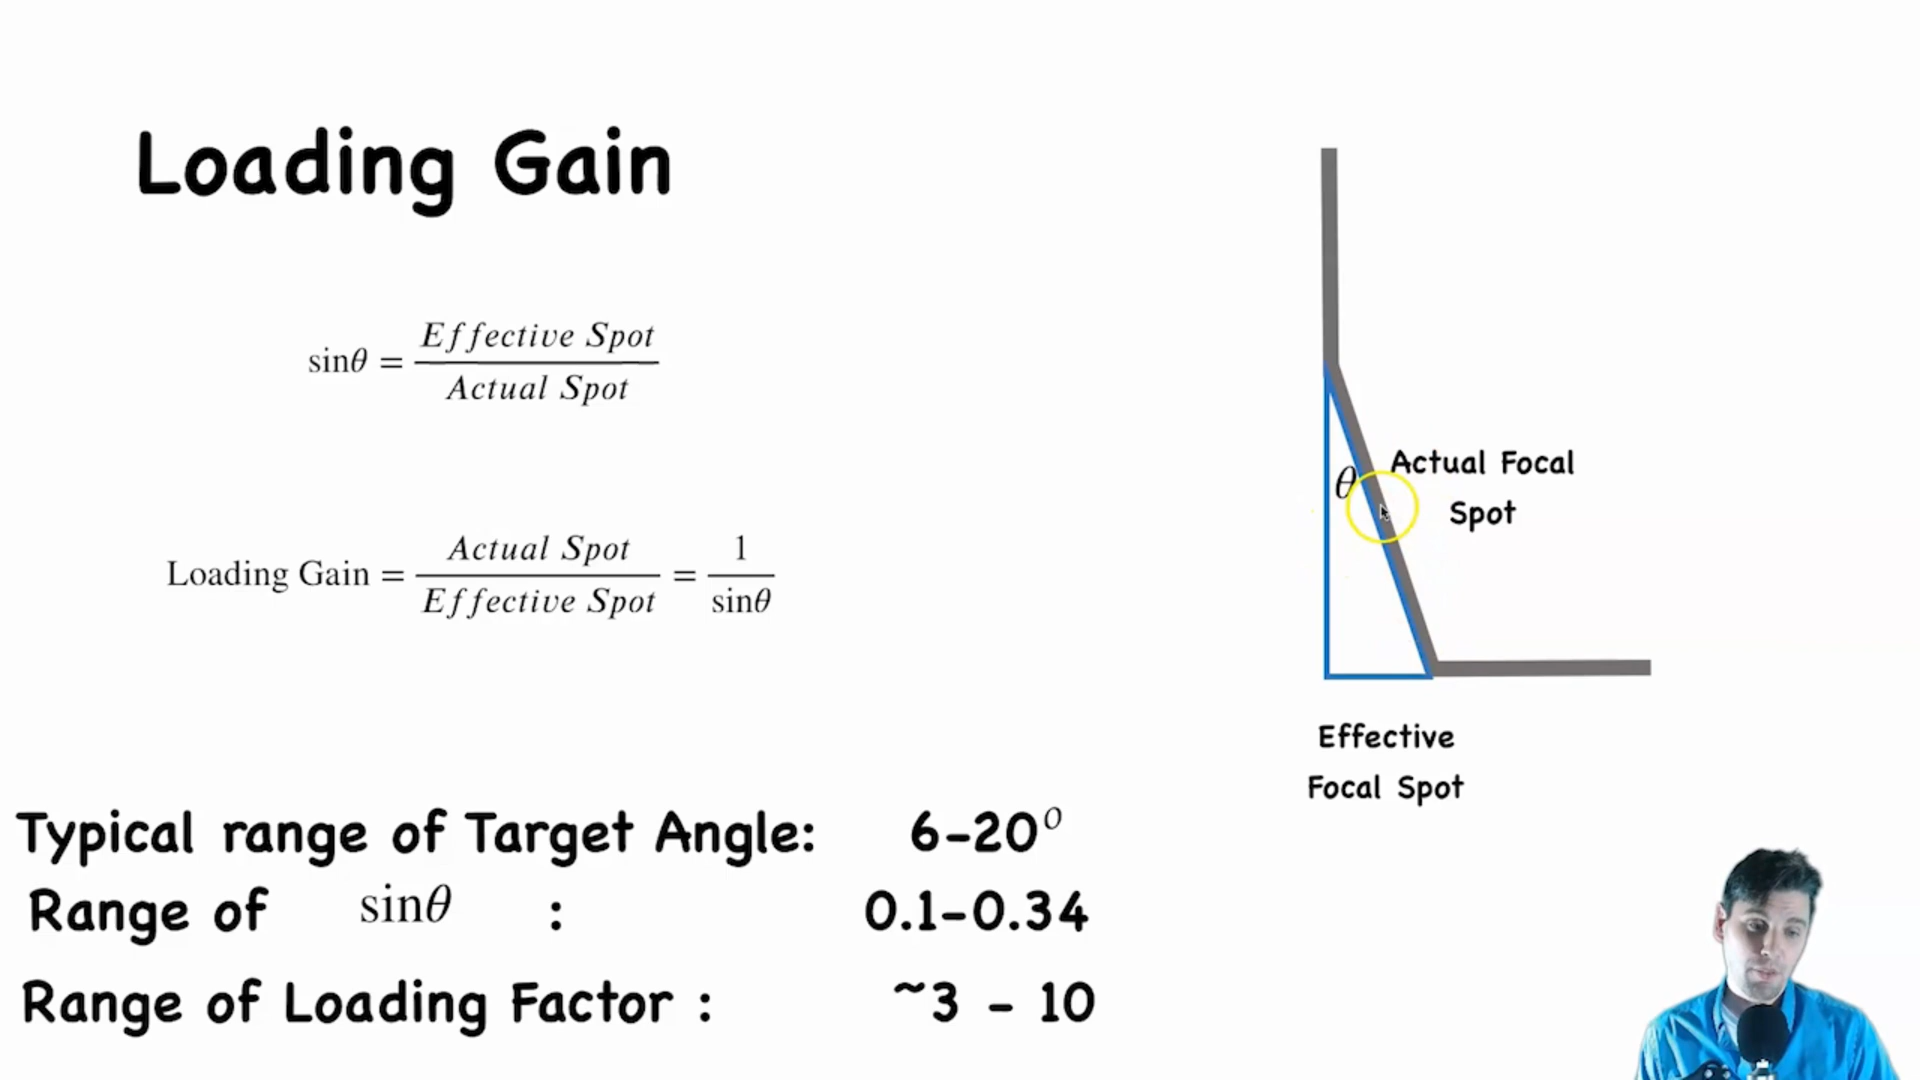 Loading Gain
sinθ = Effective Spot / Actual Spot
Loading Gain = Actual Spot / Effective Spot = 1 / sinθ
θ
Actual Focal
Spot
Effective
Focal Spot
Typical range of Target Angle: 6-20°
Range of sinθ : 0.1-0.34
Range of Loading Factor : ~3 - 10